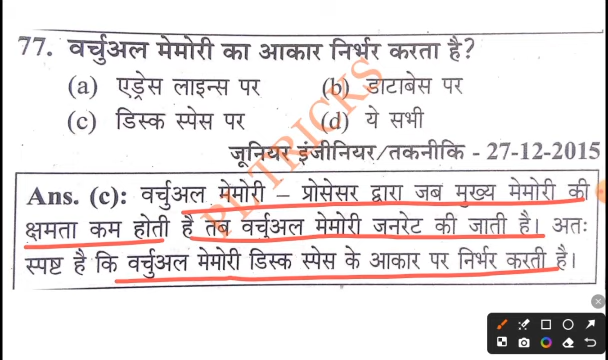 77. वर्चुअल मेमोरी का आकार निर्भर करता है?
(a) एड्रेस लाइन्स पर (b) डाटाबेस पर
(c) डिस्क स्पेस पर (d) ये सभी
जूनियर इंजीनियर/तकनीकि - 27-12-2015
Ans. (c): वर्चुअल मेमोरी – प्रोसेसर द्वारा जब मुख्य मेमोरी की
क्षमता कम होती है तब वर्चुअल मेमोरी जनरेट की जाती है। अतः
स्पष्ट है कि वर्चुअल मेमोरी डिस्क स्पेस के आकार पर निर्भर करती है।
PLTRICKS